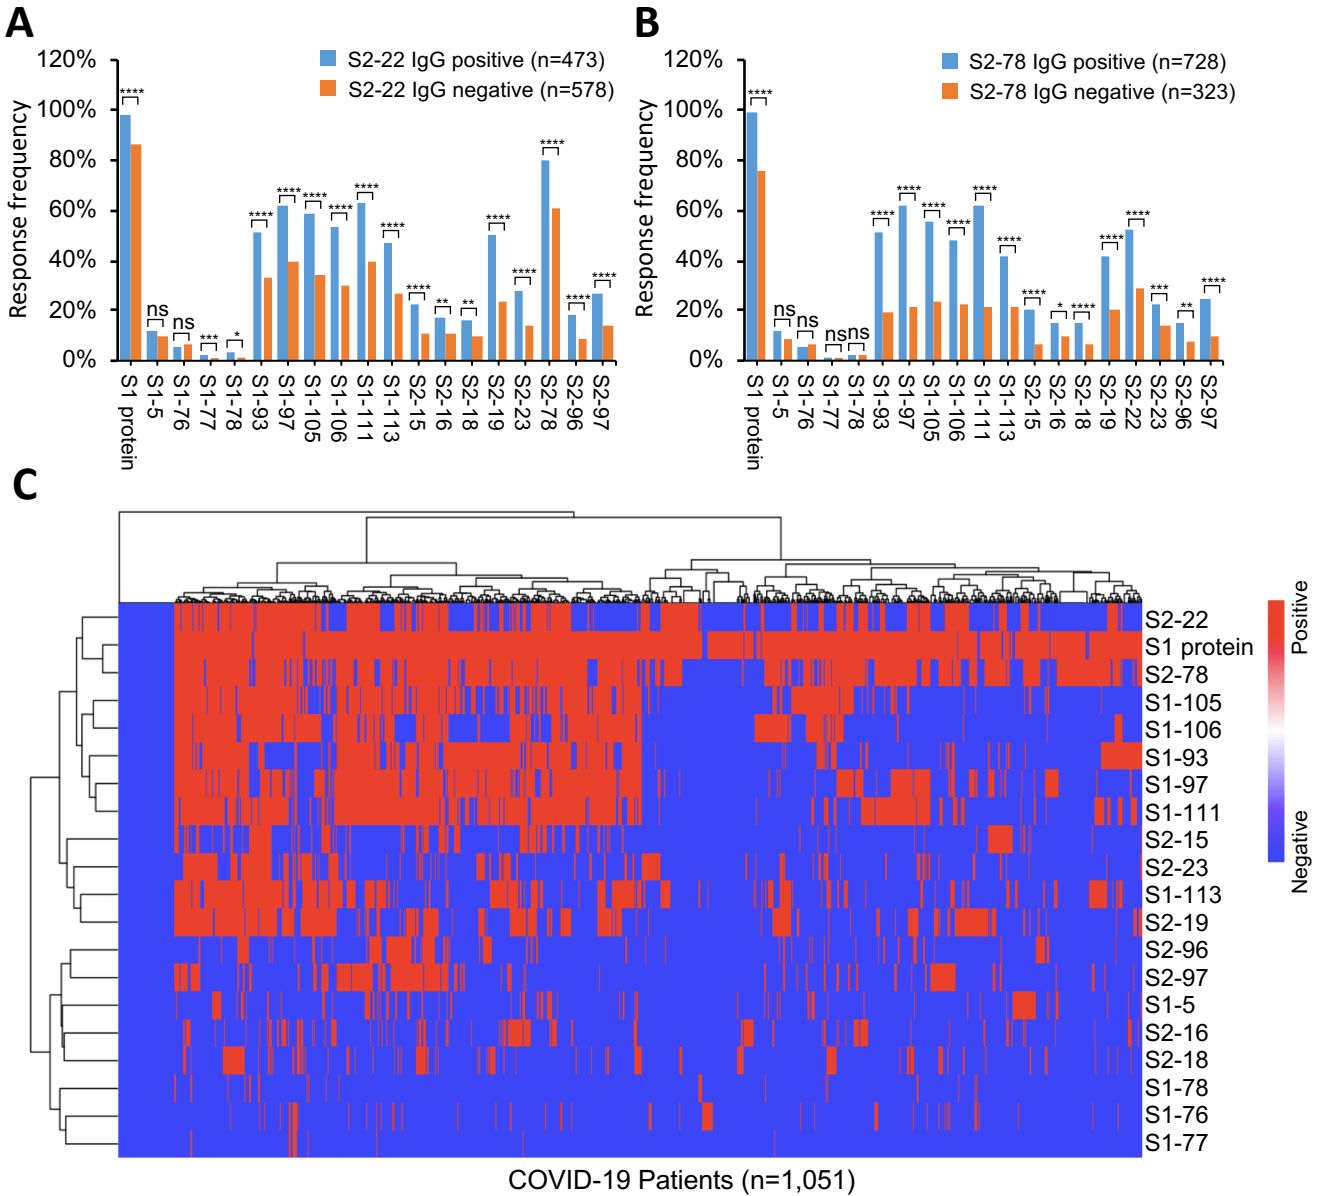 A
B
120%
100%
80%
60%
40%
20%
0%
Response frequency
S2-22 IgG positive (n=473)
S2-22 IgG negative (n=578)
****
ns
ns
***
*
****
****
****
****
****
****
****
**
**
****
****
****
****
****
S1 protein
S1-5
S1-76
S1-77
S1-78
S1-93
S1-97
S1-105
S1-106
S1-111
S1-113
S2-15
S2-16
S2-18
S2-19
S2-23
S2-78
S2-96
S2-97
120%
100%
80%
60%
40%
20%
0%
Response frequency
S2-78 IgG positive (n=728)
S2-78 IgG negative (n=323)
****
ns
ns
ns
ns
****
****
****
****
****
****
****
*
****
****
****
***
**
****
S1 protein
S1-5
S1-76
S1-77
S1-78
S1-93
S1-97
S1-105
S1-106
S1-111
S1-113
S2-15
S2-16
S2-18
S2-19
S2-22
S2-23
S2-96
S2-97
C
S2-22
S1 protein
S2-78
S1-105
S1-106
S1-93
S1-97
S1-111
S2-15
S2-23
S1-113
S2-19
S2-96
S2-97
S1-5
S2-16
S2-18
S1-78
S1-76
S1-77
Positive
Negative
COVID-19 Patients (n=1,051)